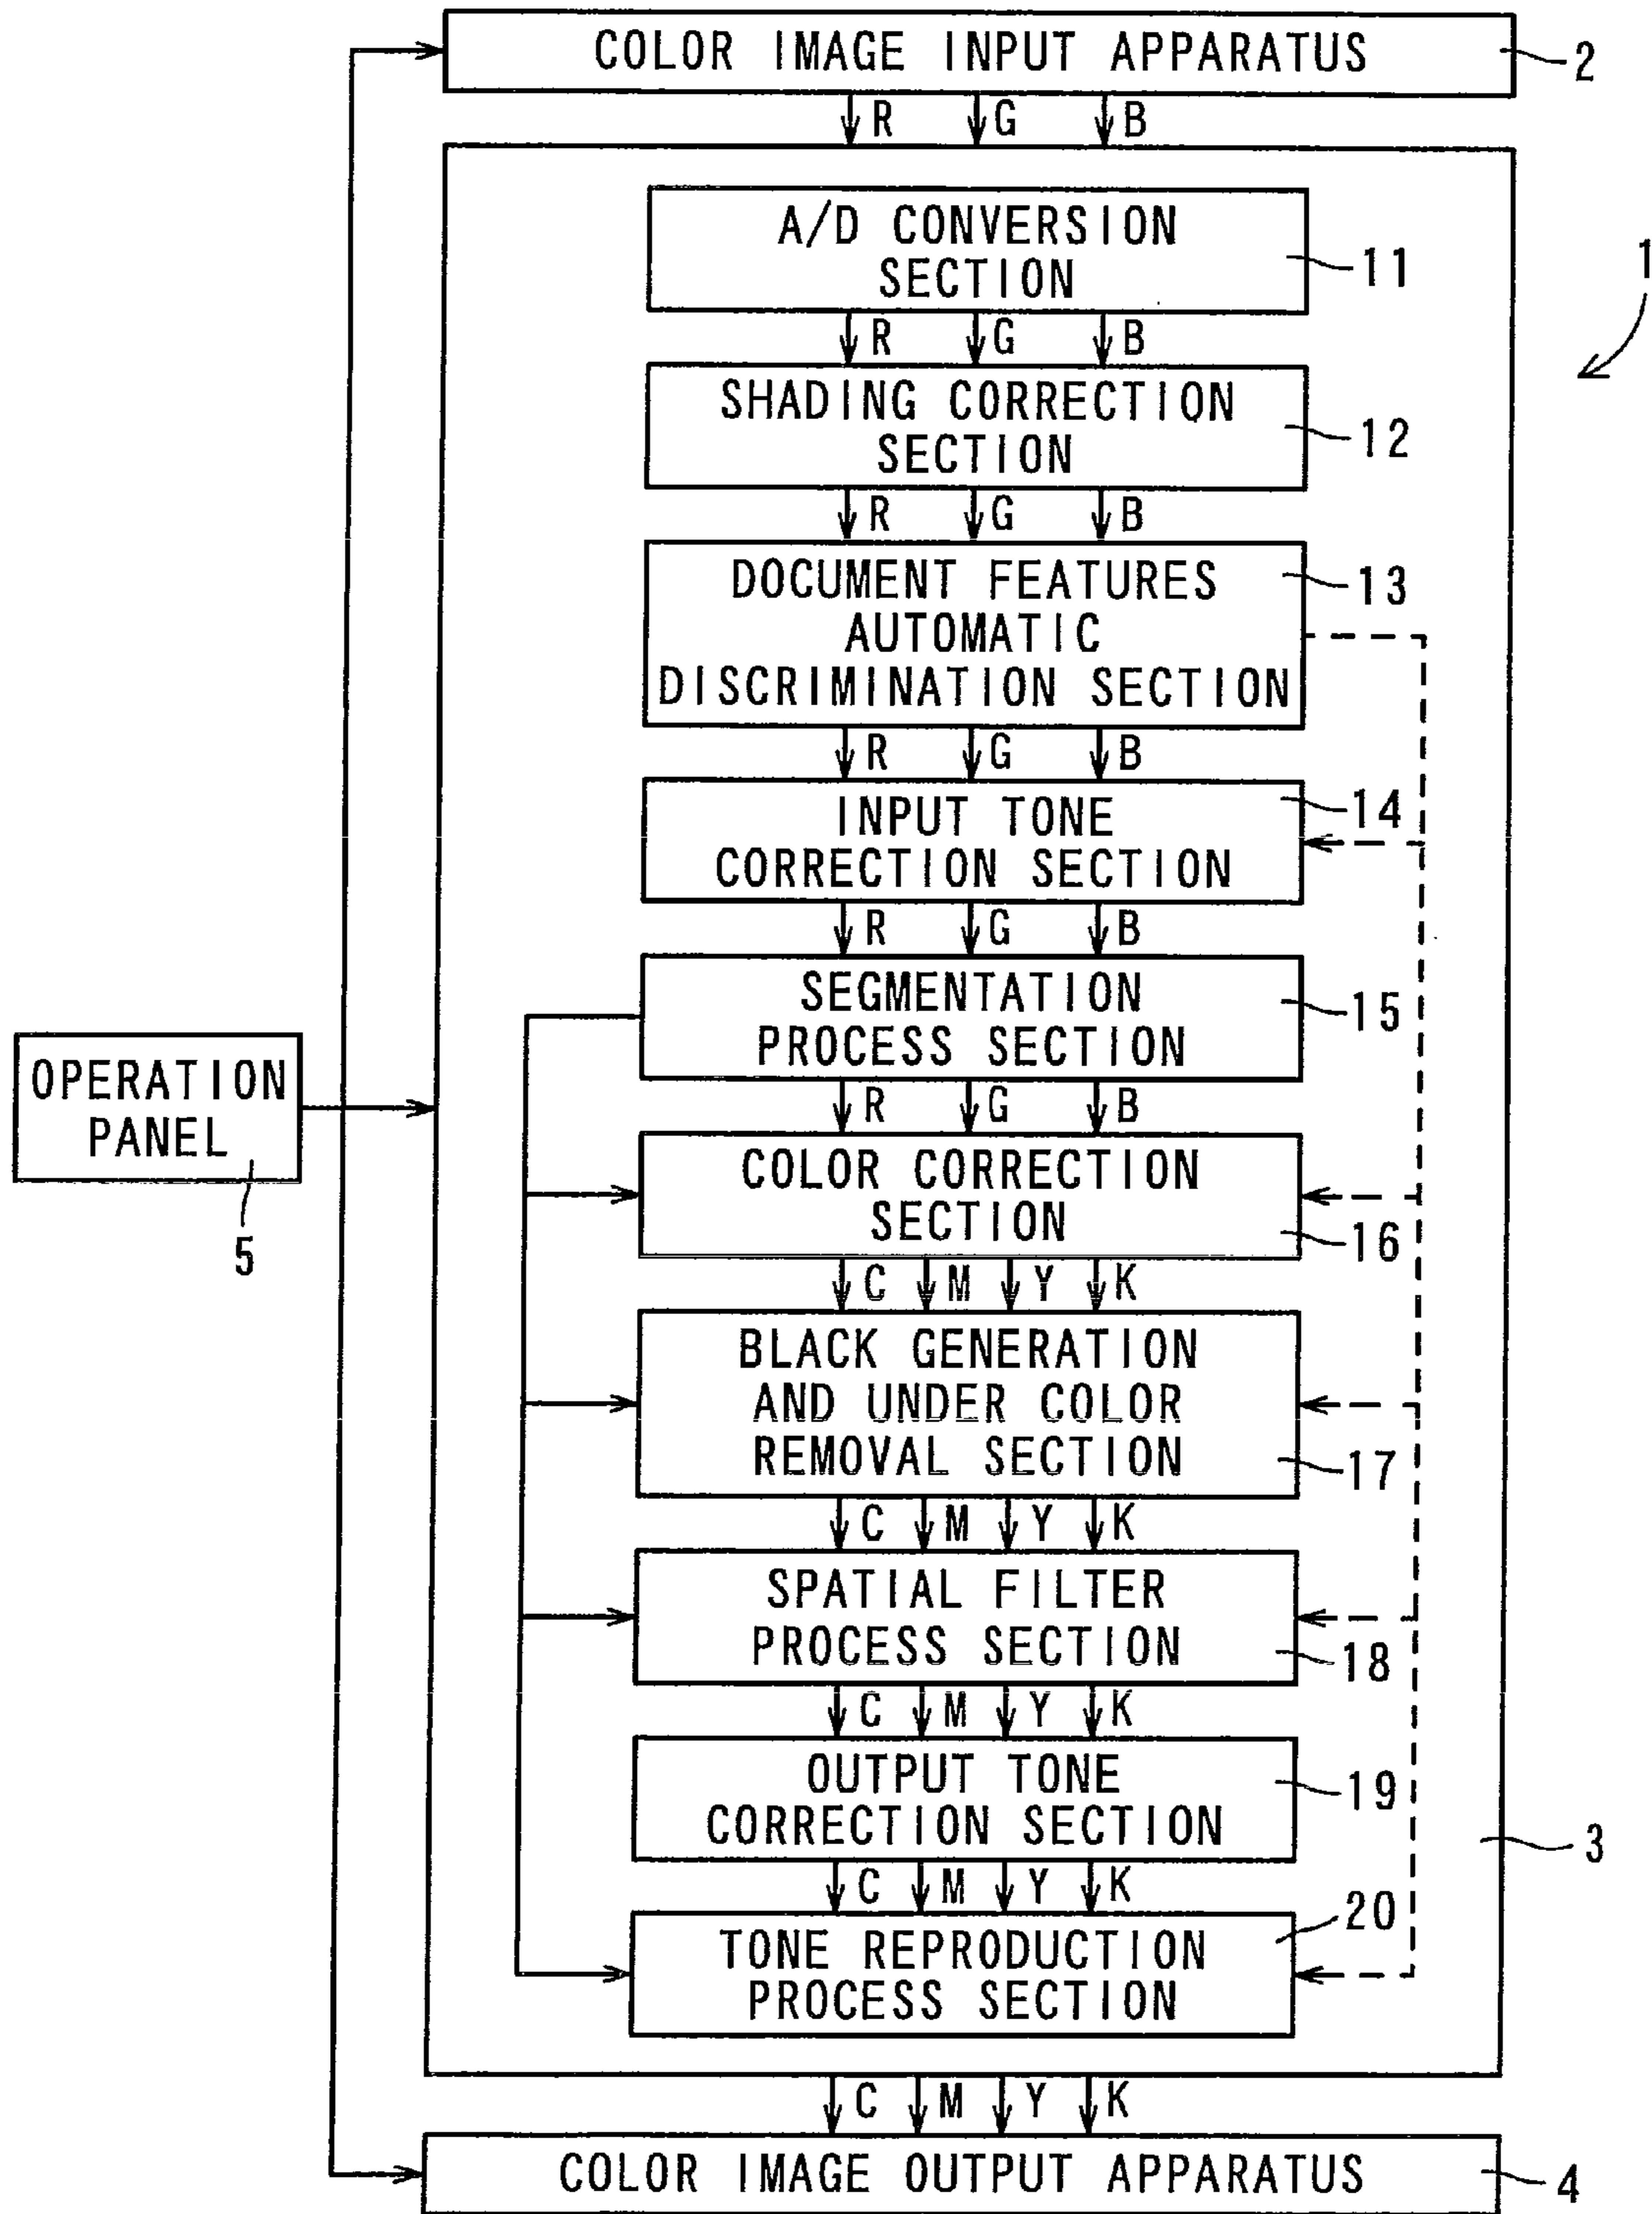 COLOR IMAGE INPUT APPARATUS
2
R G B
1
A/D CONVERSION
SECTION
11
R G B
SHADING CORRECTION
SECTION
12
R G B
DOCUMENT FEATURES
AUTOMATIC
DISCRIMINATION SECTION
13
R G B
INPUT TONE
CORRECTION SECTION
14
R G B
SEGMENTATION
PROCESS SECTION
15
OPERATION
PANEL
5
R G B
COLOR CORRECTION
SECTION
16
C M Y K
BLACK GENERATION
AND UNDER COLOR
REMOVAL SECTION
17
C M Y K
SPATIAL FILTER
PROCESS SECTION
18
C M Y K
OUTPUT TONE
CORRECTION SECTION
19
3
C M Y K
TONE REPRODUCTION
PROCESS SECTION
20
C M Y K
COLOR IMAGE OUTPUT APPARATUS
4